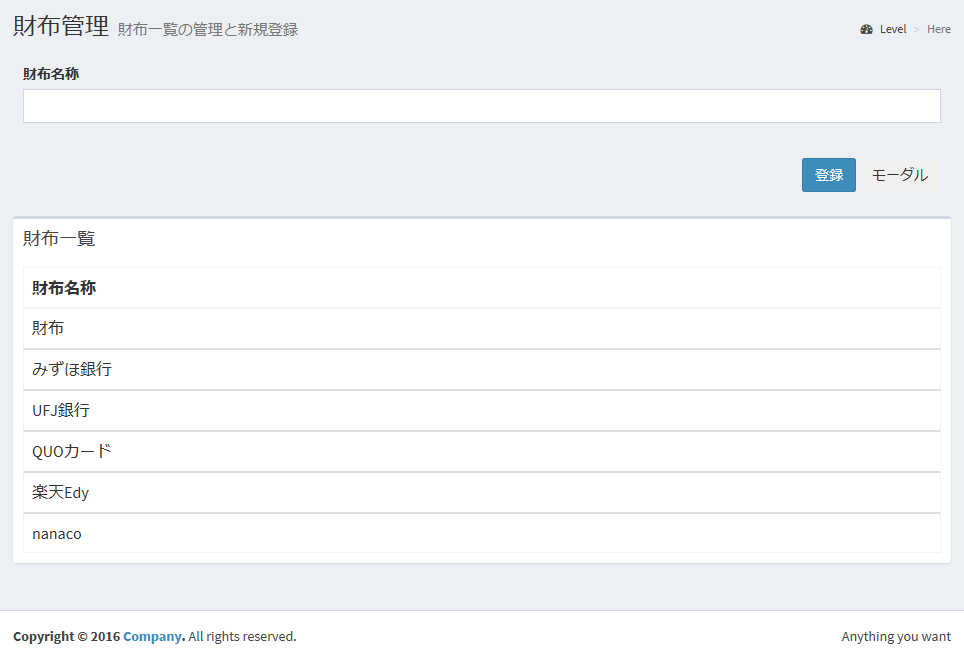 財布管理 財布一覧の管理と新規登録
Level > Here
財布名称
登録 モーダル
財布一覧
財布名称
財布
みずほ銀行
UFJ銀行
QUOカード
楽天Edy
nanaco
Copyright © 2016 Company. All rights reserved.
Anything you want